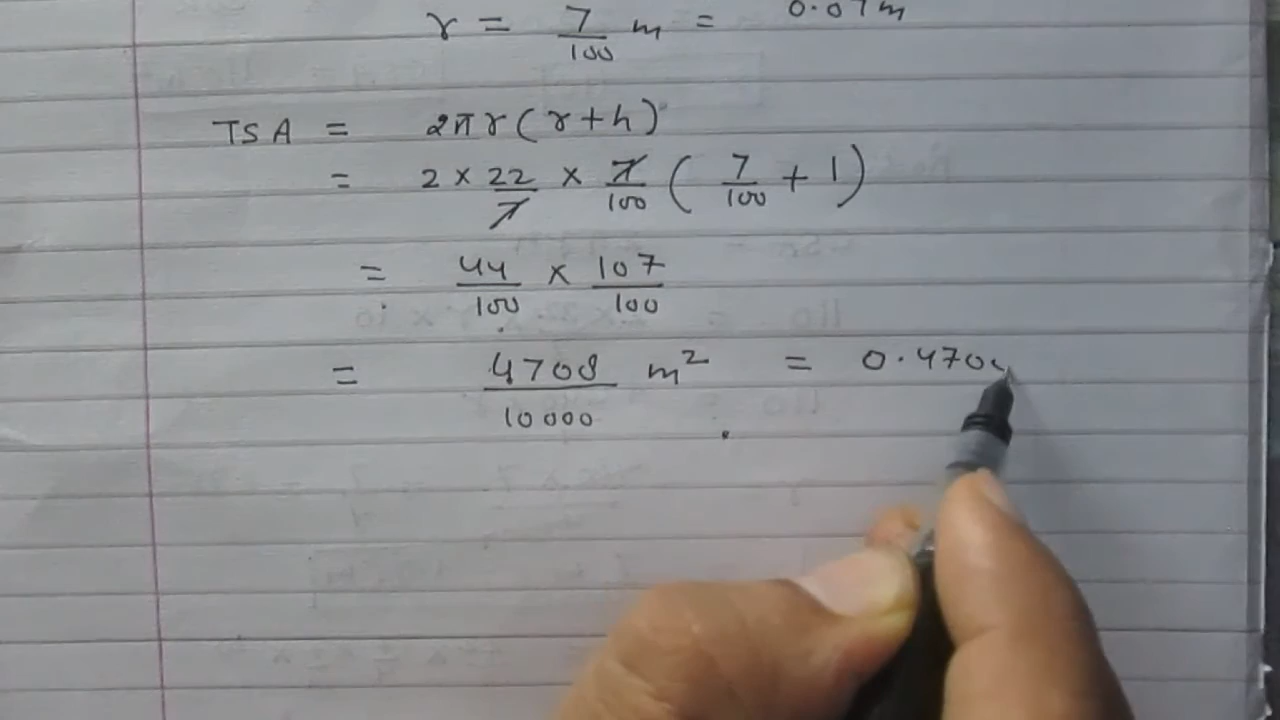 r = 7/100 m = 0.07m
TSA = 2πr(r+h)
= 2 × 22/7 × 7/100 ( 7/100 + 1 )
= 44/100 × 107/100
= 4708/10000 m² = 0.470